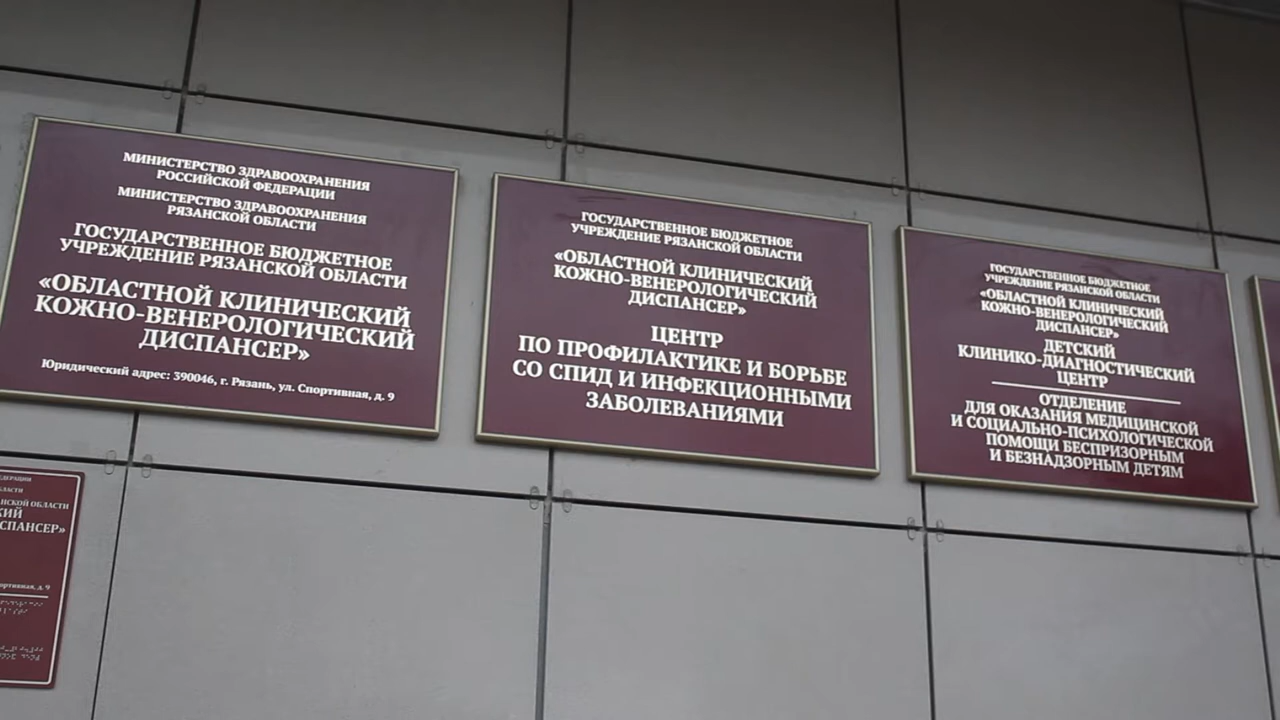 МИНИСТЕРСТВО ЗДРАВООХРАНЕНИЯ
РОССИЙСКОЙ ФЕДЕРАЦИИ
МИНИСТЕРСТВО ЗДРАВООХРАНЕНИЯ
РЯЗАНСКОЙ ОБЛАСТИ
ГОСУДАРСТВЕННОЕ БЮДЖЕТНОЕ
УЧРЕЖДЕНИЕ РЯЗАНСКОЙ ОБЛАСТИ
«ОБЛАСТНОЙ КЛИНИЧЕСКИЙ
КОЖНО-ВЕНЕРОЛОГИЧЕСКИЙ
ДИСПАНСЕР»
Юридический адрес: 390046, г. Рязань, ул. Спортивная, д. 9
ГОСУДАРСТВЕННОЕ БЮДЖЕТНОЕ
УЧРЕЖДЕНИЕ РЯЗАНСКОЙ ОБЛАСТИ
«ОБЛАСТНОЙ КЛИНИЧЕСКИЙ
КОЖНО-ВЕНЕРОЛОГИЧЕСКИЙ
ДИСПАНСЕР»
ЦЕНТР
ПО ПРОФИЛАКТИКЕ И БОРЬБЕ
СО СПИД И ИНФЕКЦИОННЫМИ
ЗАБОЛЕВАНИЯМИ
ГОСУДАРСТВЕННОЕ БЮДЖЕТНОЕ
УЧРЕЖДЕНИЕ РЯЗАНСКОЙ ОБЛАСТИ
«ОБЛАСТНОЙ КЛИНИЧЕСКИЙ
КОЖНО-ВЕНЕРОЛОГИЧЕСКИЙ
ДИСПАНСЕР»
ДЕТСКИЙ
КЛИНИКО-ДИАГНОСТИЧЕСКИЙ
ЦЕНТР
ОТДЕЛЕНИЕ
ДЛЯ ОКАЗАНИЯ МЕДИЦИНСКОЙ
И СОЦИАЛЬНО-ПСИХОЛОГИЧЕСКОЙ
ПОМОЩИ БЕСПРИЗОРНЫМ
И БЕЗНАДЗОРНЫМ ДЕТЯМ
ОБЛАСТИ
д. 9